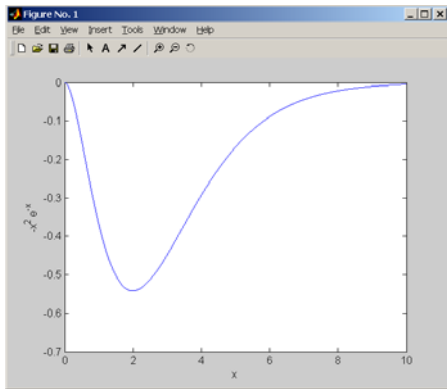 Figure No. 1
File Edit View Insert Tools Window Help
A
0
-0.1
-0.2
-0.3
-0.4
-0.5
-0.6
-0.7
-x² e⁻ˣ
0 2 4 6 8 10
x